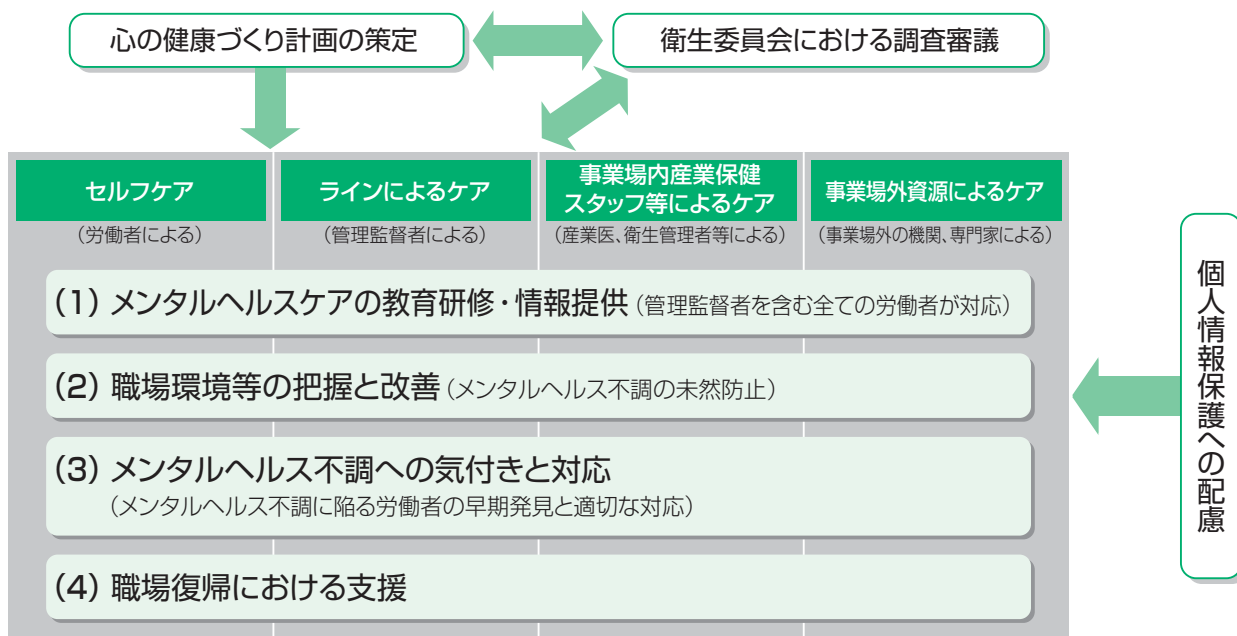 心の健康づくり計画の策定
衛生委員会における調査審議
セルフケア
(労働者による)
ラインによるケア
(管理監督者による)
事業場内産業保健
スタッフ等によるケア
(産業医、衛生管理者等による)
事業場外資源によるケア
(事業場外の機関、専門家による)
(1) メンタルヘルスケアの教育研修・情報提供(管理監督者を含む全ての労働者が対応)
(2) 職場環境等の把握と改善(メンタルヘルス不調の未然防止)
(3) メンタルヘルス不調への気付きと対応
(メンタルヘルス不調に陥る労働者の早期発見と適切な対応)
(4) 職場復帰における支援
個人情報保護への配慮